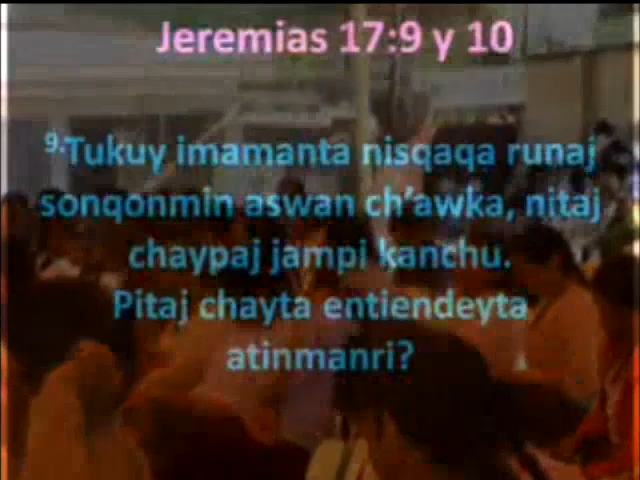 Jeremias 17:9 y 10
9.Tukuy imamanta nisqaqa runaj
sonqonmin aswan ch'awka, nitaj
chaypaj jampi kanchu.
Pitaj chayta entiendeyta
atinmanri?